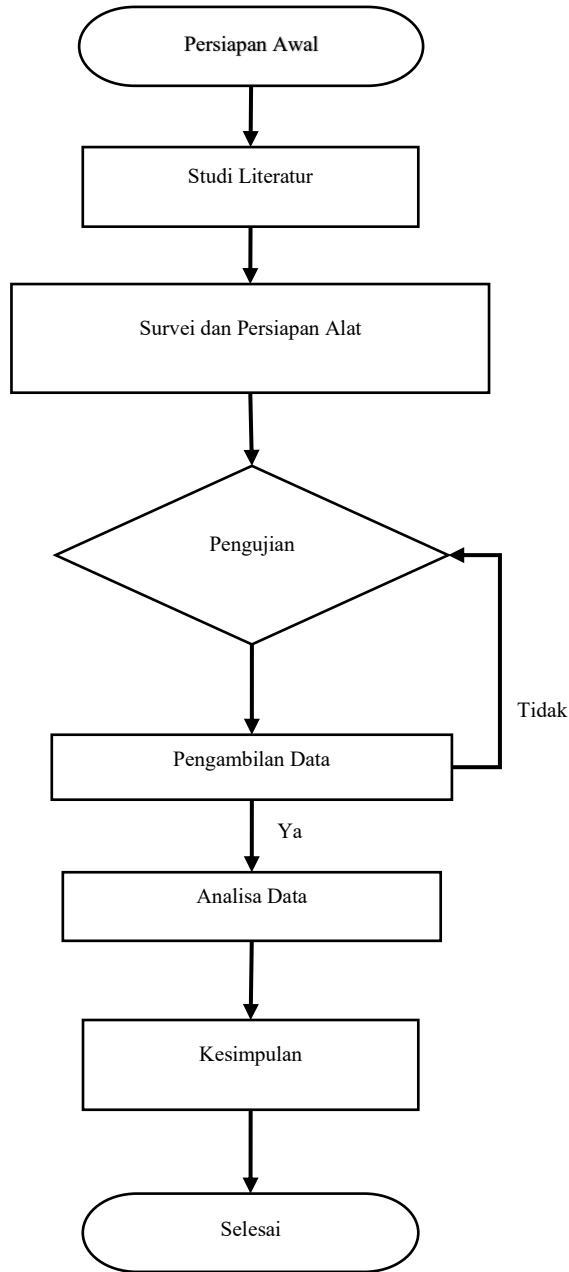 Persiapan Awal
Studi Literatur
Survei dan Persiapan Alat
Pengujian
Tidak
Pengambilan Data
Ya
Analisa Data
Kesimpulan
Selesai